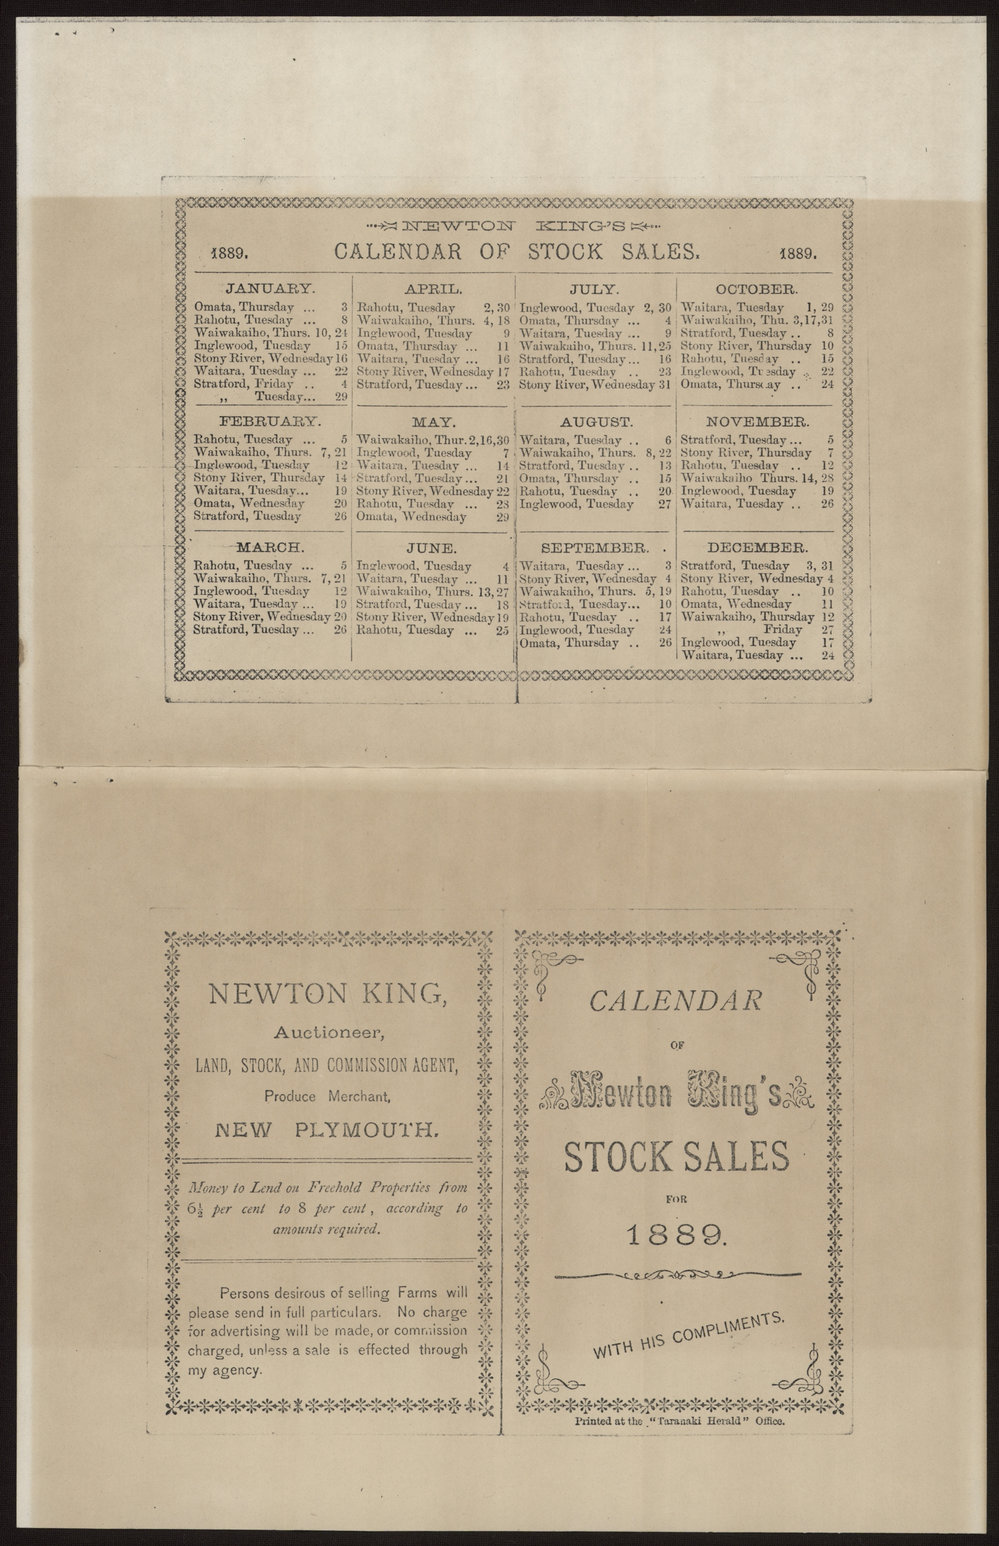 NEWTON KING'S
1889. CALENDAR OF STOCK SALES. 1889.
JANUARY.
Omata, Thursday ... 3
Rahotu, Tuesday ... 8
Waiwakaiho, Thurs. 10, 24
Inglewood, Tuesday 15
Stony River, Wednesday 16
Waitara, Tuesday ... 22
Stratford, Friday .. 4
„ Tuesday... 29
FEBRUARY.
Rahotu, Tuesday ... 5
Waiwakaiho, Thurs. 7, 21
Inglewood, Tuesday 12
Stony River, Thursday 14
Waitara, Tuesday... 19
Omata, Wednesday 20
Stratford, Tuesday 26
MARCH.
Rahotu, Tuesday ... 5
Waiwakaiho, Thurs. 7, 21
Inglewood, Tuesday 12
Waitara, Tuesday ... 19
Stony River, Wednesday 20
Stratford, Tuesday ... 26
APRIL.
Rahotu, Tuesday 2, 30
Waiwakaiho, Thurs. 4, 18
Inglewood, Tuesday 9
Omata, Thursday ... 11
Waitara, Tuesday ... 16
Stony River, Wednesday 17
Stratford, Tuesday ... 23
MAY.
Waiwakaiho, Thur. 2, 16, 30
Inglewood, Tuesday 7
Waitara, Tuesday ... 14
Stratford, Tuesday ... 21
Stony River, Wednesday 22
Rahotu, Tuesday ... 28
Omata, Wednesday 29
JUNE.
Inglewood, Tuesday 4
Waitara, Tuesday ... 11
Waiwakaiho, Thurs. 13, 27
Stratford, Tuesday ... 18
Stony River, Wednesday 19
Rahotu, Tuesday ... 25
JULY.
Inglewood, Tuesday 2, 30
Omata, Thursday ... 4
Waitara, Tuesday ... 9
Waiwakaiho, Thurs. 11, 25
Stratford, Tuesday ... 16
Rahotu, Tuesday .. 23
Stony River, Wednesday 31
AUGUST.
Waitara, Tuesday .. 6
Waiwakaiho, Thurs. 8, 22
Stratford, Tuesday .. 13
Omata, Thursday .. 15
Rahotu, Tuesday .. 20
Inglewood, Tuesday 27
SEPTEMBER.
Waitara, Tuesday ... 3
Stony River, Wednesday 4
Waiwakaiho, Thurs. 5, 19
Stratford, Tuesday... 10
Rahotu, Tuesday .. 17
Inglewood, Tuesday 24
Omata, Thursday .. 26
OCTOBER.
Waitara, Tuesday 1, 29
Waiwakaiho, Thu. 3, 17, 31
Stratford, Tuesday .. 8
Stony River, Thursday 10
Rahotu, Tuesday .. 15
Inglewood, Tuesday .. 22
Omata, Thursday .. 24
NOVEMBER.
Stratford, Tuesday ... 5
Stony River, Thursday 7
Rahotu, Tuesday .. 12
Waiwakaiho Thurs. 14, 28
Inglewood, Tuesday 19
Waitara, Tuesday .. 26
DECEMBER.
Stratford, Tuesday 3, 31
Stony River, Wednesday 4
Rahotu, Tuesday .. 10
Omata, Wednesday 11
Waiwakaiho, Thursday 12
„ Friday 27
Inglewood, Tuesday 17
Waitara, Tuesday ... 24
NEWTON KING,
Auctioneer,
LAND, STOCK, AND COMMISSION AGENT,
Produce Merchant,
NEW PLYMOUTH.
Money to Lend on Freehold Properties from
6½ per cent to 8 per cent, according to
amounts required.
Persons desirous of selling Farms will
please send in full particulars. No charge
for advertising will be made, or commission
charged, unless a sale is effected through
my agency.
CALENDAR
OF
Newton King's
STOCK SALES
FOR
1889.
WITH HIS COMPLIMENTS.
Printed at the "Taranaki Herald" Office.